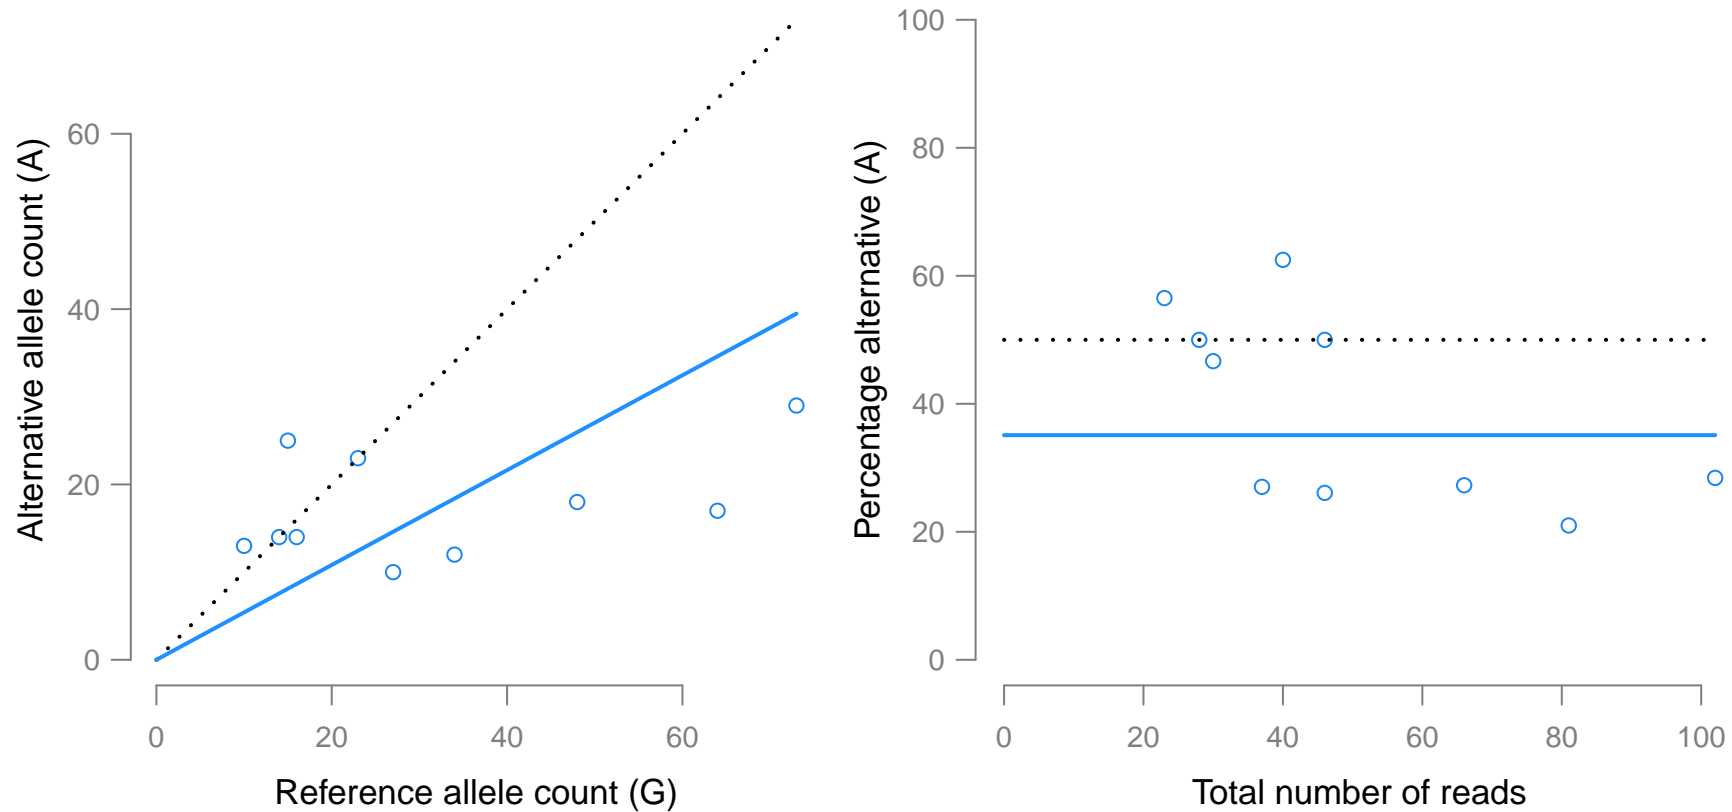 Alternative allele count (A)
60
40
20
0
0 20 40 60
Reference allele count (G)
Percentage alternative (A)
100
80
60
40
20
0
0 20 40 60 80 100
Total number of reads